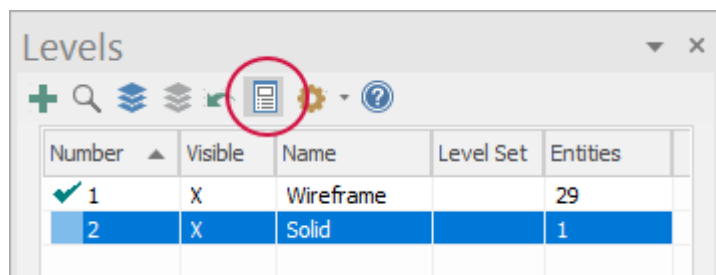 Levels
Number Visible Name Level Set Entities
1 X Wireframe 29
2 X Solid 1